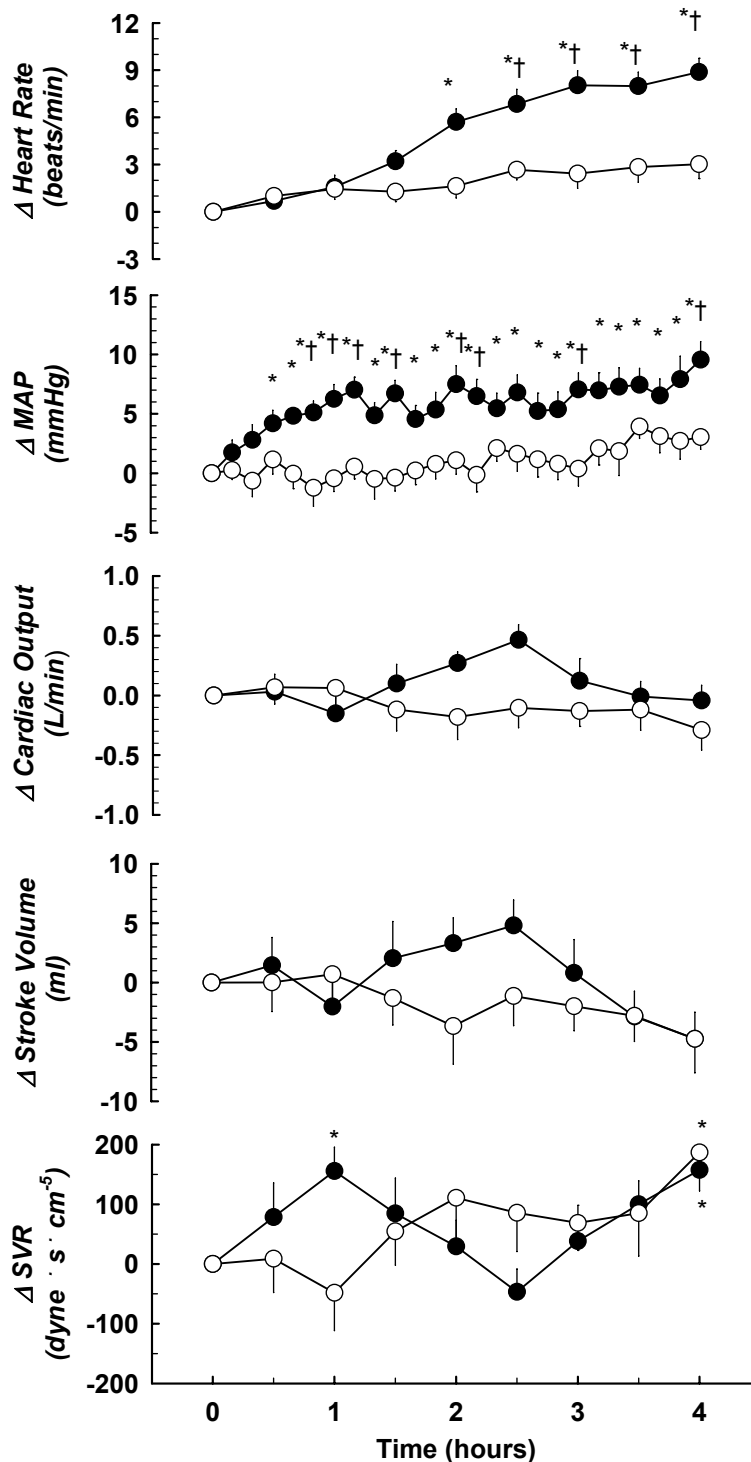 Δ Heart Rate
(beats/min)
12
9
6
3
0
-3
* *† *† *† *†
Δ MAP
(mmHg)
15
10
5
0
-5
* * *† *† *† * *† * * *† *† * * * * *† * * * * * *†
Δ Cardiac Output
(L/min)
1.0
0.5
0.0
-0.5
-1.0
Δ Stroke Volume
(ml)
10
5
0
-5
-10
Δ SVR
(dyne · s · cm-5)
200
100
0
-100
-200
* *
*
0 1 2 3 4
Time (hours)